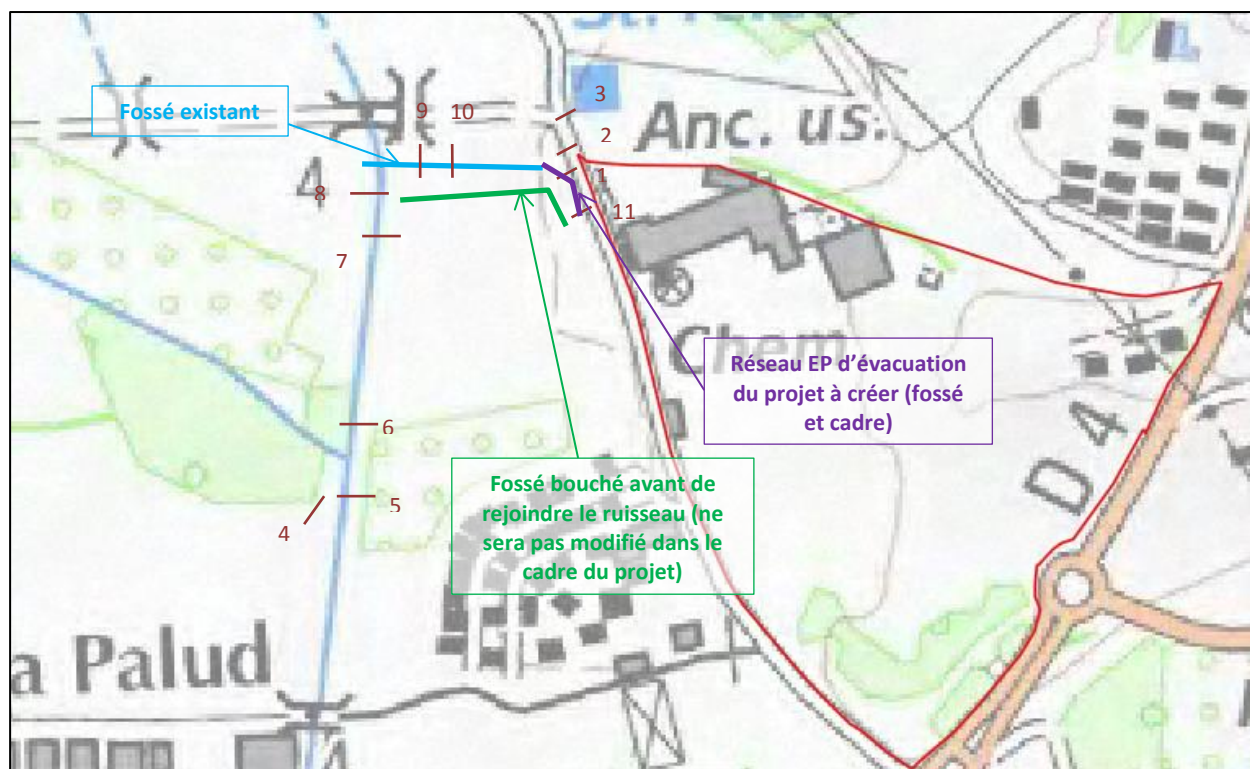 Fossé existant
9
10
3
2
1
11
Anc. us.
4
8
7
Chem
Réseau EP d'évacuation
du projet à créer (fossé
et cadre)
D 4
6
5
4
Fossé bouché avant de
rejoindre le ruisseau (ne
sera pas modifié dans le
cadre du projet)
a Palud